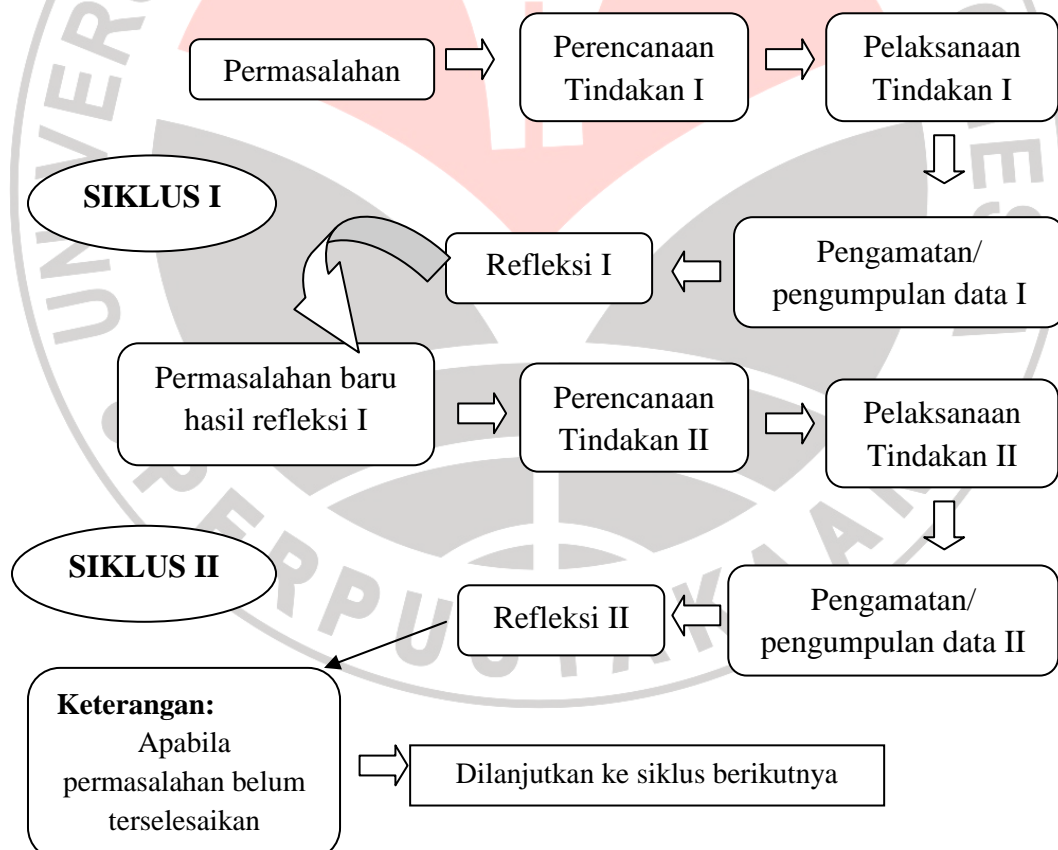 Permasalahan
Perencanaan
Tindakan I
Pelaksanaan
Tindakan I
SIKLUS I
Refleksi I
Pengamatan/
pengumpulan data I
Permasalahan baru
hasil refleksi I
Perencanaan
Tindakan II
Pelaksanaan
Tindakan II
SIKLUS II
Refleksi II
Pengamatan/
pengumpulan data II
Keterangan:
Apabila
permasalahan belum
terselesaikan
Dilanjutkan ke siklus berikutnya
PERPUSTAKAAN